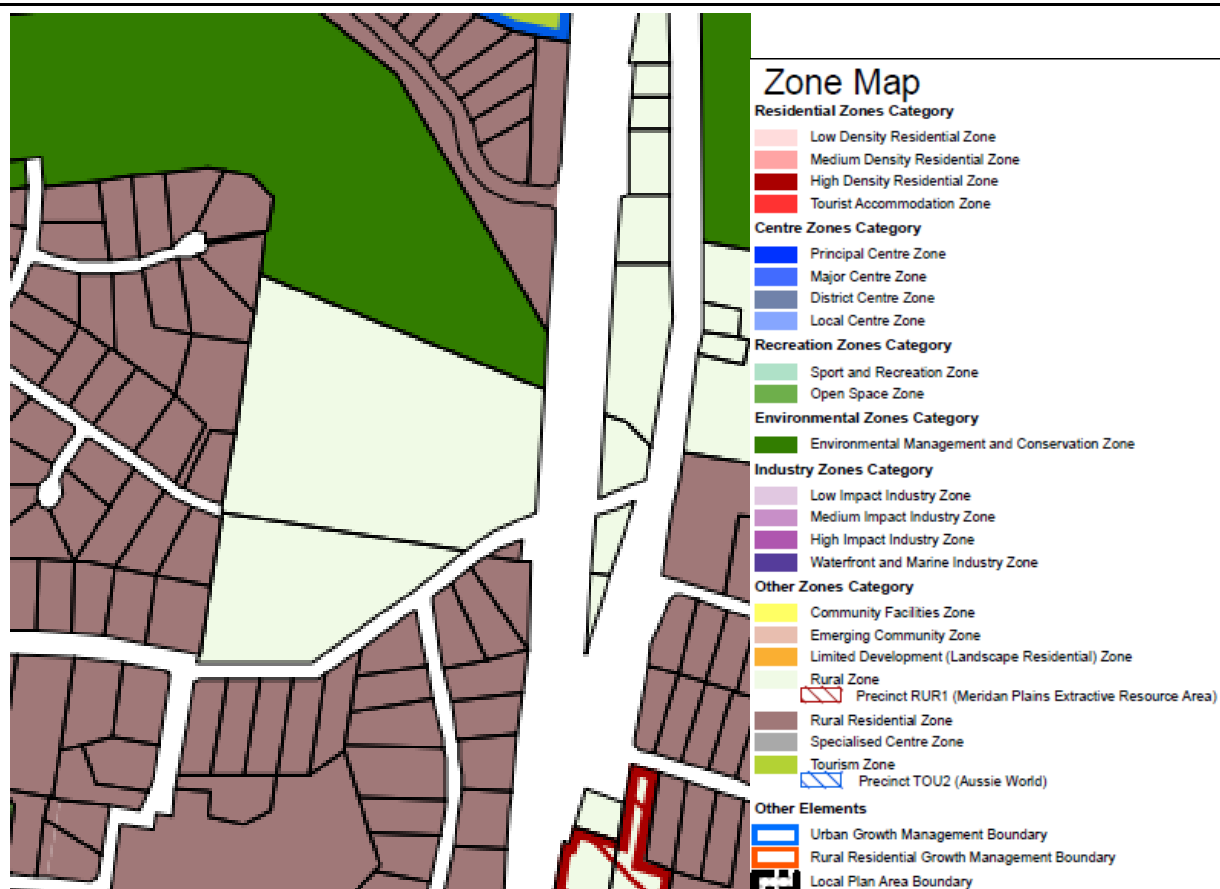 Zone Map
Residential Zones Category
Low Density Residential Zone
Medium Density Residential Zone
High Density Residential Zone
Tourist Accommodation Zone
Centre Zones Category
Principal Centre Zone
Major Centre Zone
District Centre Zone
Local Centre Zone
Recreation Zones Category
Sport and Recreation Zone
Open Space Zone
Environmental Zones Category
Environmental Management and Conservation Zone
Industry Zones Category
Low Impact Industry Zone
Medium Impact Industry Zone
High Impact Industry Zone
Waterfront and Marine Industry Zone
Other Zones Category
Community Facilities Zone
Emerging Community Zone
Limited Development (Landscape Residential) Zone
Rural Zone
Precinct RUR1 (Meridan Plains Extractive Resource Area)
Rural Residential Zone
Specialised Centre Zone
Tourism Zone
Precinct TOU2 (Aussie World)
Other Elements
Urban Growth Management Boundary
Rural Residential Growth Management Boundary
Local Plan Area Boundary